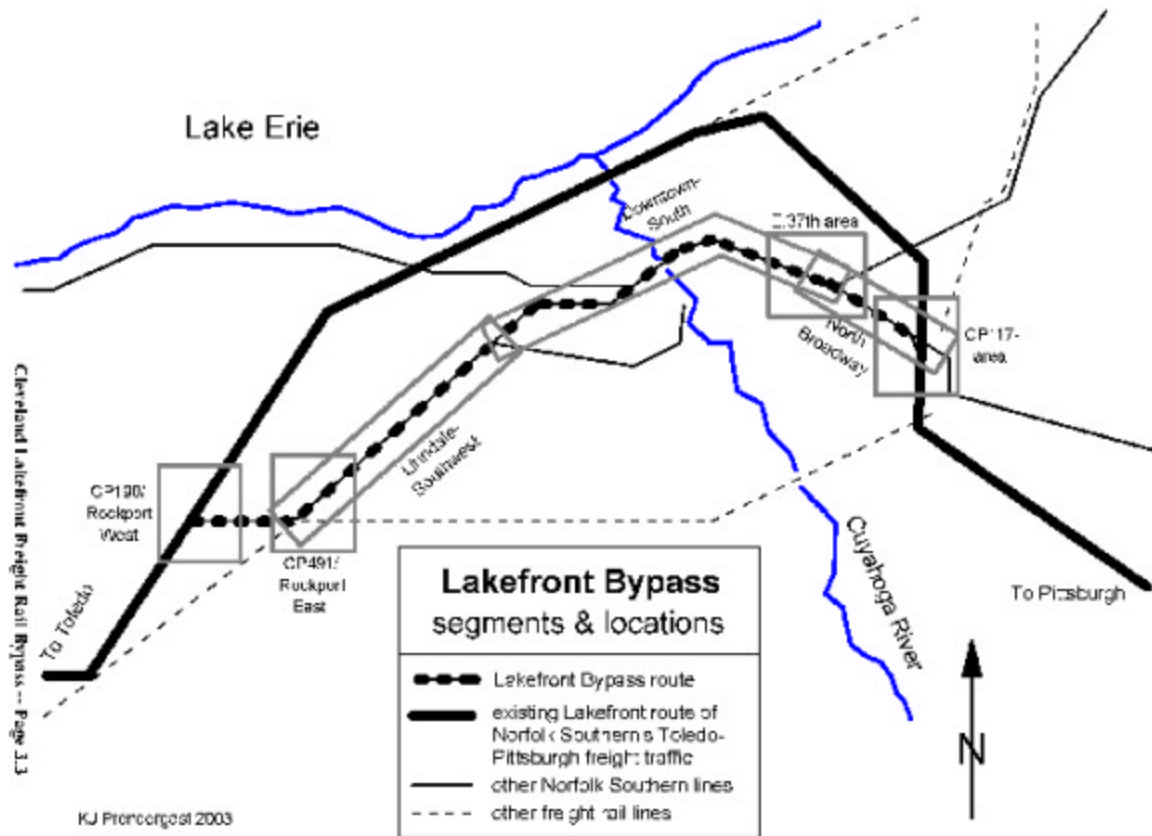 Lake Erie
Downtown-
South
E.37th area
North
Broadway
CP117-
area
Linndale-
Southwest
CP190/
Rockport
West
CP491/
Rockport
East
To Toledo
To Pittsburgh
Cuyahoga River
N
Lakefront Bypass
segments & locations
Lakefront Bypass route
existing Lakefront route of
Norfolk Southern's Toledo-
Pittsburgh freight traffic
other Norfolk Southern lines
other freight rail lines
KJ Prendergast 2003
Cleveland Lakefront Freight Rail Bypass -- Page 3.3